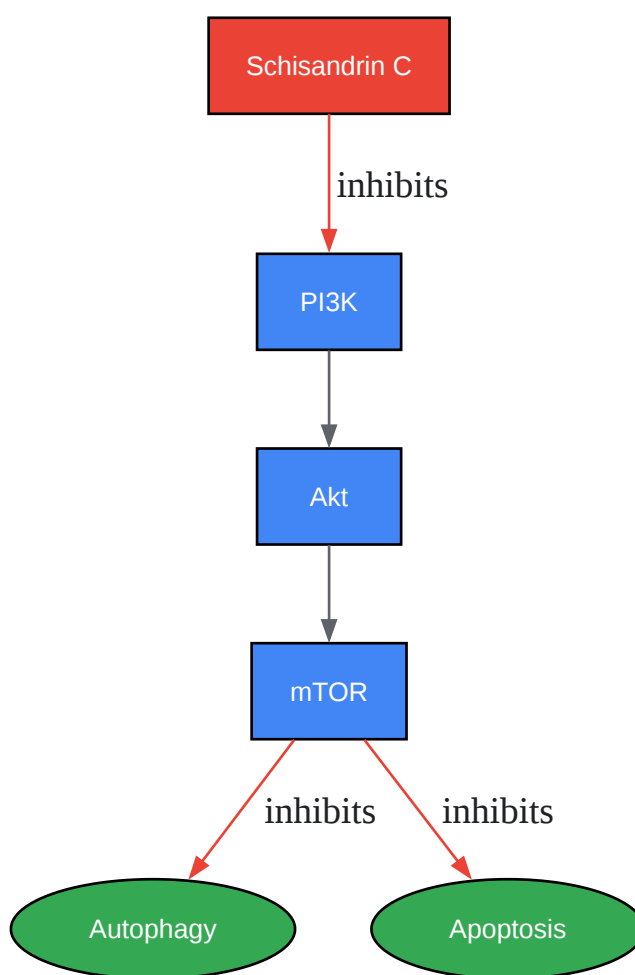 Schisandrin C
inhibits
PI3K
Akt
mTOR
inhibits
inhibits
Autophagy
Apoptosis